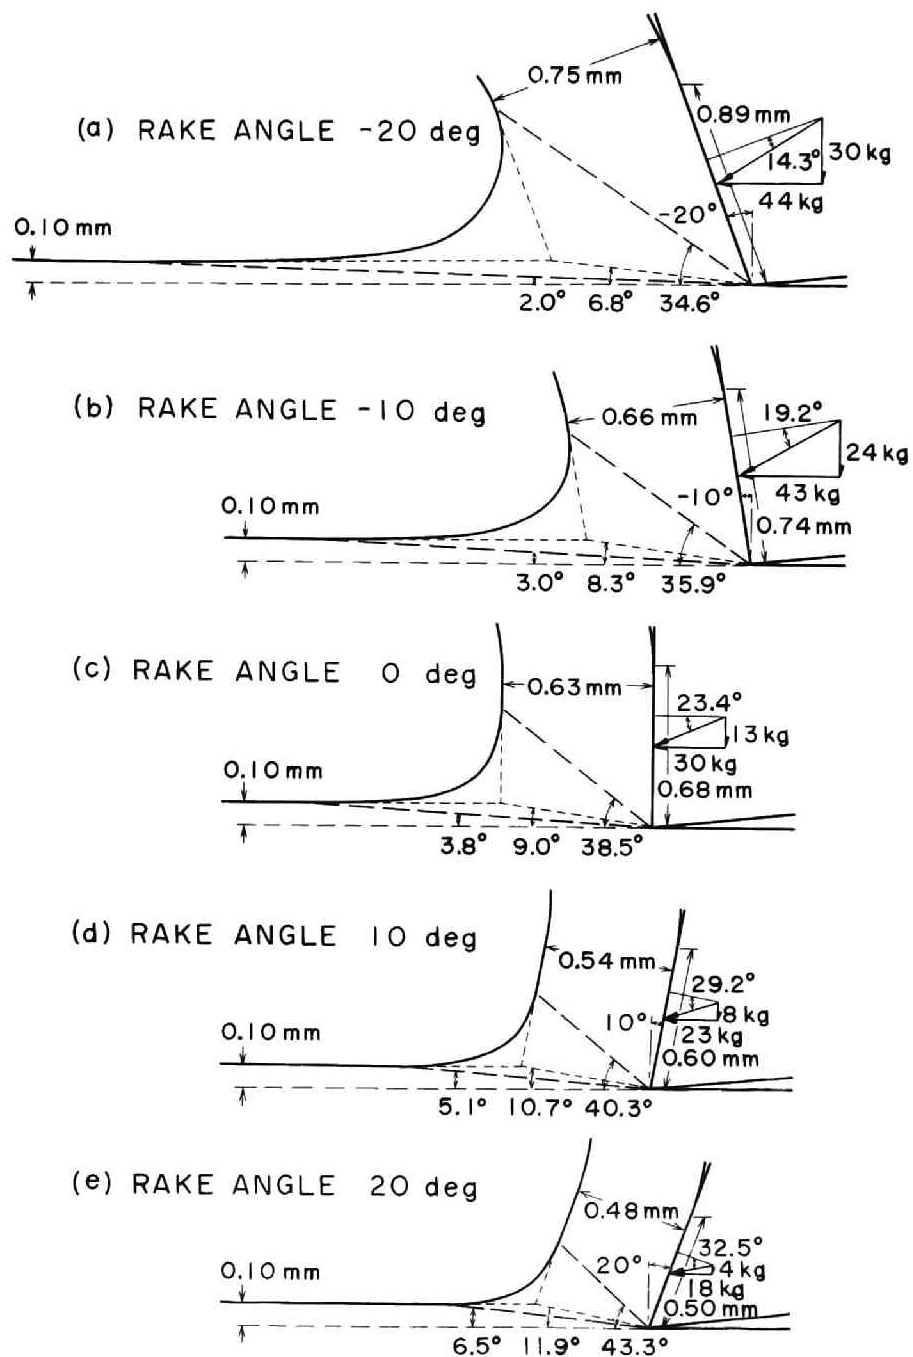 0.75 mm
0.89 mm
(a) RAKE ANGLE -20 deg
14.3° 30 kg
44 kg
-20°
0.10 mm
2.0° 6.8° 34.6°
(b) RAKE ANGLE -10 deg
0.66 mm
19.2°
24 kg
-10° 43 kg
0.10 mm
0.74 mm
3.0° 8.3° 35.9°
(c) RAKE ANGLE 0 deg
0.63 mm
23.4°
13 kg
30 kg
0.10 mm
0.68 mm
3.8° 9.0° 38.5°
(d) RAKE ANGLE 10 deg
0.54 mm
29.2°
8 kg
10°
23 kg
0.10 mm
0.60 mm
5.1° 10.7° 40.3°
(e) RAKE ANGLE 20 deg
0.48 mm
32.5°
20°
4 kg
0.10 mm
18 kg
0.50 mm
6.5° 11.9° 43.3°